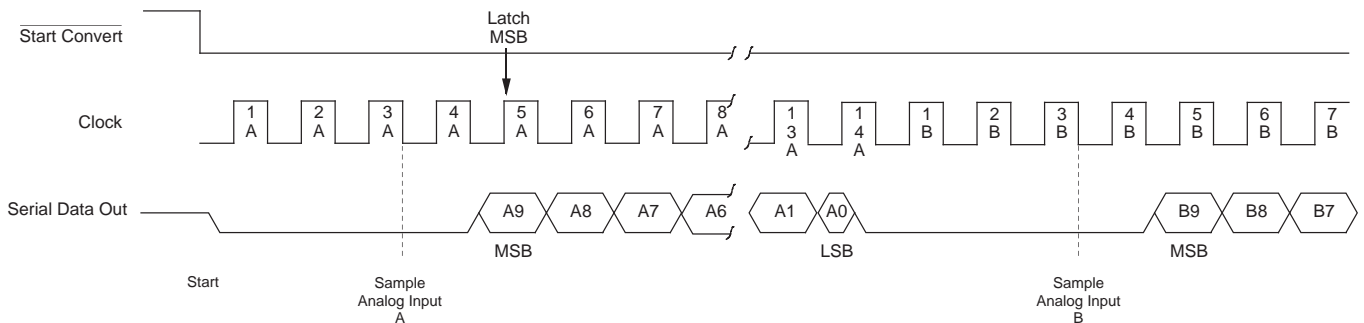 Start Convert
Latch
MSB
Clock
1 A
2 A
3 A
4 A
5 A
6 A
7 A
8 A
1 3 A
1 4 A
1 B
2 B
3 B
4 B
5 B
6 B
7 B
Serial Data Out
A9
A8
A7
A6
A1
A0
B9
B8
B7
MSB
LSB
MSB
Start
Sample
Analog Input
A
Sample
Analog Input
B